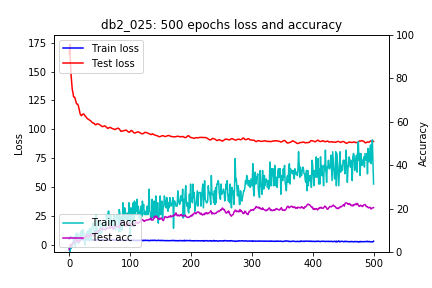 db2_025: 500 epochs loss and accuracy
Train loss
Test loss
Train acc
Test acc
Loss
175
150
125
100
75
50
25
0
0
100
200
300
400
500
100
80
60
40
20
0
Accuracy